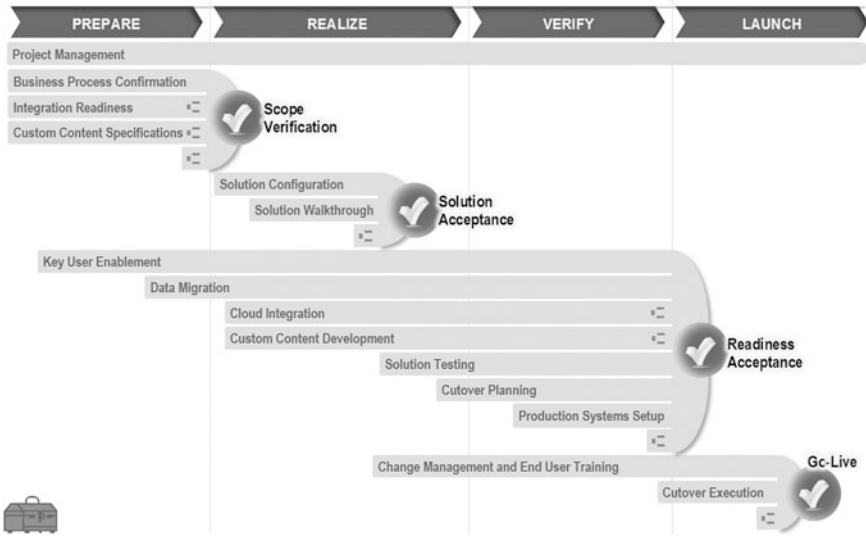 PREPARE REALIZE VERIFY LAUNCH
Project Management
Business Process Confirmation
Integration Readiness
Custom Content Specifications
Scope
Verification
Solution Configuration
Solution Walkthrough
Solution
Acceptance
Key User Enablement
Data Migration
Cloud Integration
Custom Content Development
Solution Testing
Cutover Planning
Production Systems Setup
Readiness
Acceptance
Change Management and End User Training
Go-Live
Cutover Execution